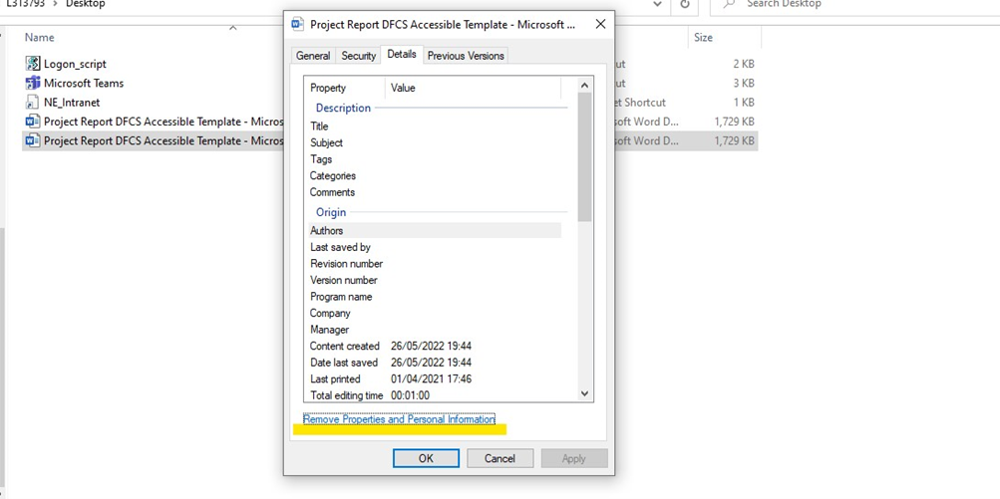 L313793 > Desktop
Search Desktop
Name
Size
Logon_script
2 KB
Microsoft Teams
3 KB
NE_Intranet
et Shortcut
1 KB
Project Report DFCS Accessible Template - Micros
soft Word D...
1,729 KB
Project Report DFCS Accessible Template - Micros
soft Word D...
1,729 KB
Project Report DFCS Accessible Template - Microsoft ...
General Security Details Previous Versions
Property Value
Description
Title
Subject
Tags
Categories
Comments
Origin
Authors
Last saved by
Revision number
Version number
Program name
Company
Manager
Content created 26/05/2022 19:44
Date last saved 26/05/2022 19:44
Last printed 01/04/2021 17:46
Total editing time 00:01:00
Remove Properties and Personal Information
OK Cancel Apply